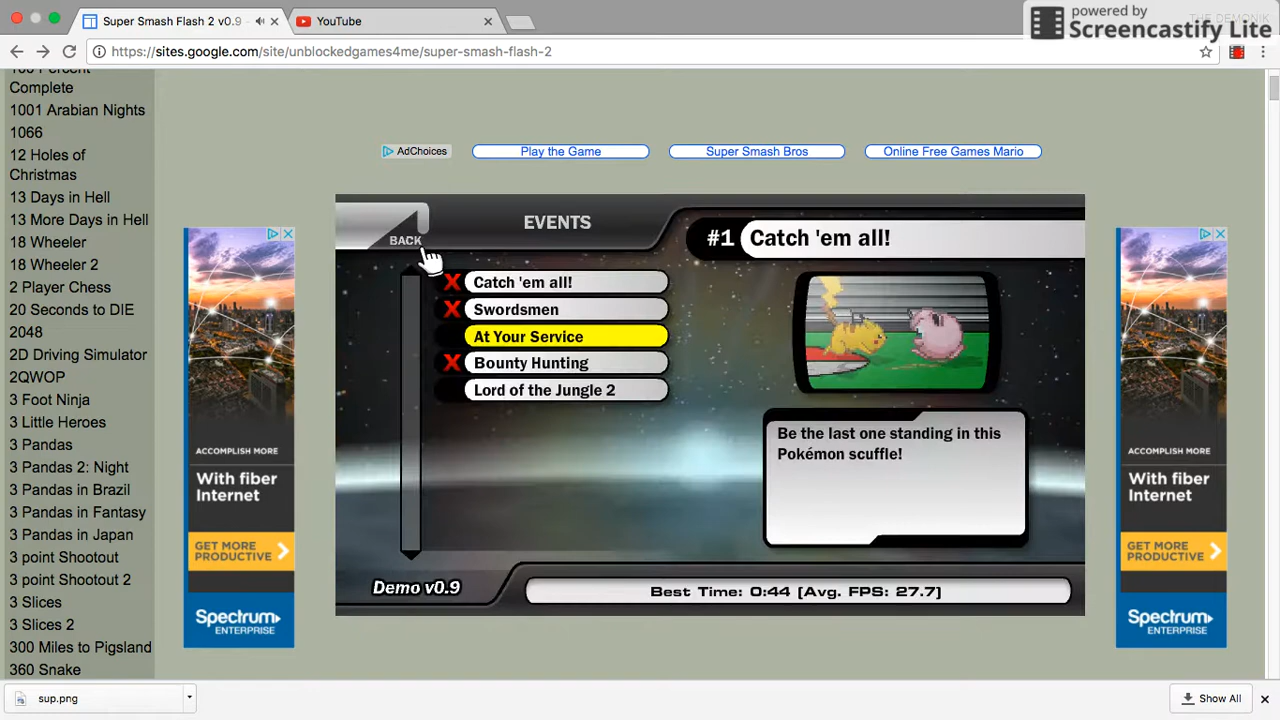 Super Smash Flash 2 v0.9
YouTube
powered by
THE DEMONIK
Screencastify Lite
https://sites.google.com/site/unblockedgames4me/super-smash-flash-2
Complete
1001 Arabian Nights
1066
12 Holes of
Christmas
13 Days in Hell
13 More Days in Hell
18 Wheeler
18 Wheeler 2
2 Player Chess
20 Seconds to DIE
2048
2D Driving Simulator
2QWOP
3 Foot Ninja
3 Little Heroes
3 Pandas
3 Pandas 2: Night
3 Pandas in Brazil
3 Pandas in Fantasy
3 Pandas in Japan
3 point Shootout
3 point Shootout 2
3 Slices
3 Slices 2
300 Miles to Pigsland
360 Snake
AdChoices
Play the Game
Super Smash Bros
Online Free Games Mario
ACCOMPLISH MORE
With fiber
Internet
GET MORE
PRODUCTIVE
Spectrum
ENTERPRISE
BACK
EVENTS
#1 Catch 'em all!
X Catch 'em all!
X Swordsmen
At Your Service
X Bounty Hunting
Lord of the Jungle 2
Be the last one standing in this
Pokémon scuffle!
Demo v0.9
Best Time: 0:44 [Avg. FPS: 27.7]
ACCOMPLISH MORE
With fiber
Internet
GET MORE
PRODUCTIVE
Spectrum
ENTERPRISE
sup.png
Show All